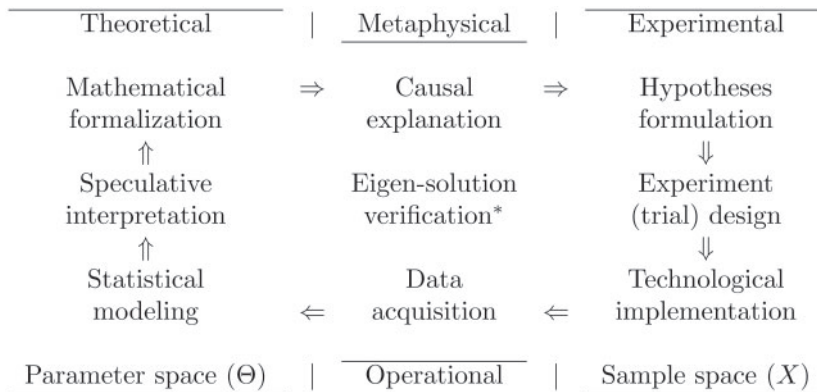 Theoretical | Metaphysical | Experimental
Mathematical ⇒ Causal ⇒ Hypotheses
formalization explanation formulation
⇑ ⇓
Speculative Eigen-solution Experiment
interpretation verification* (trial) design
⇑ ⇓
Statistical Data Technological
modeling ⇐ acquisition ⇐ implementation
Parameter space (Θ) | Operational | Sample space (X)